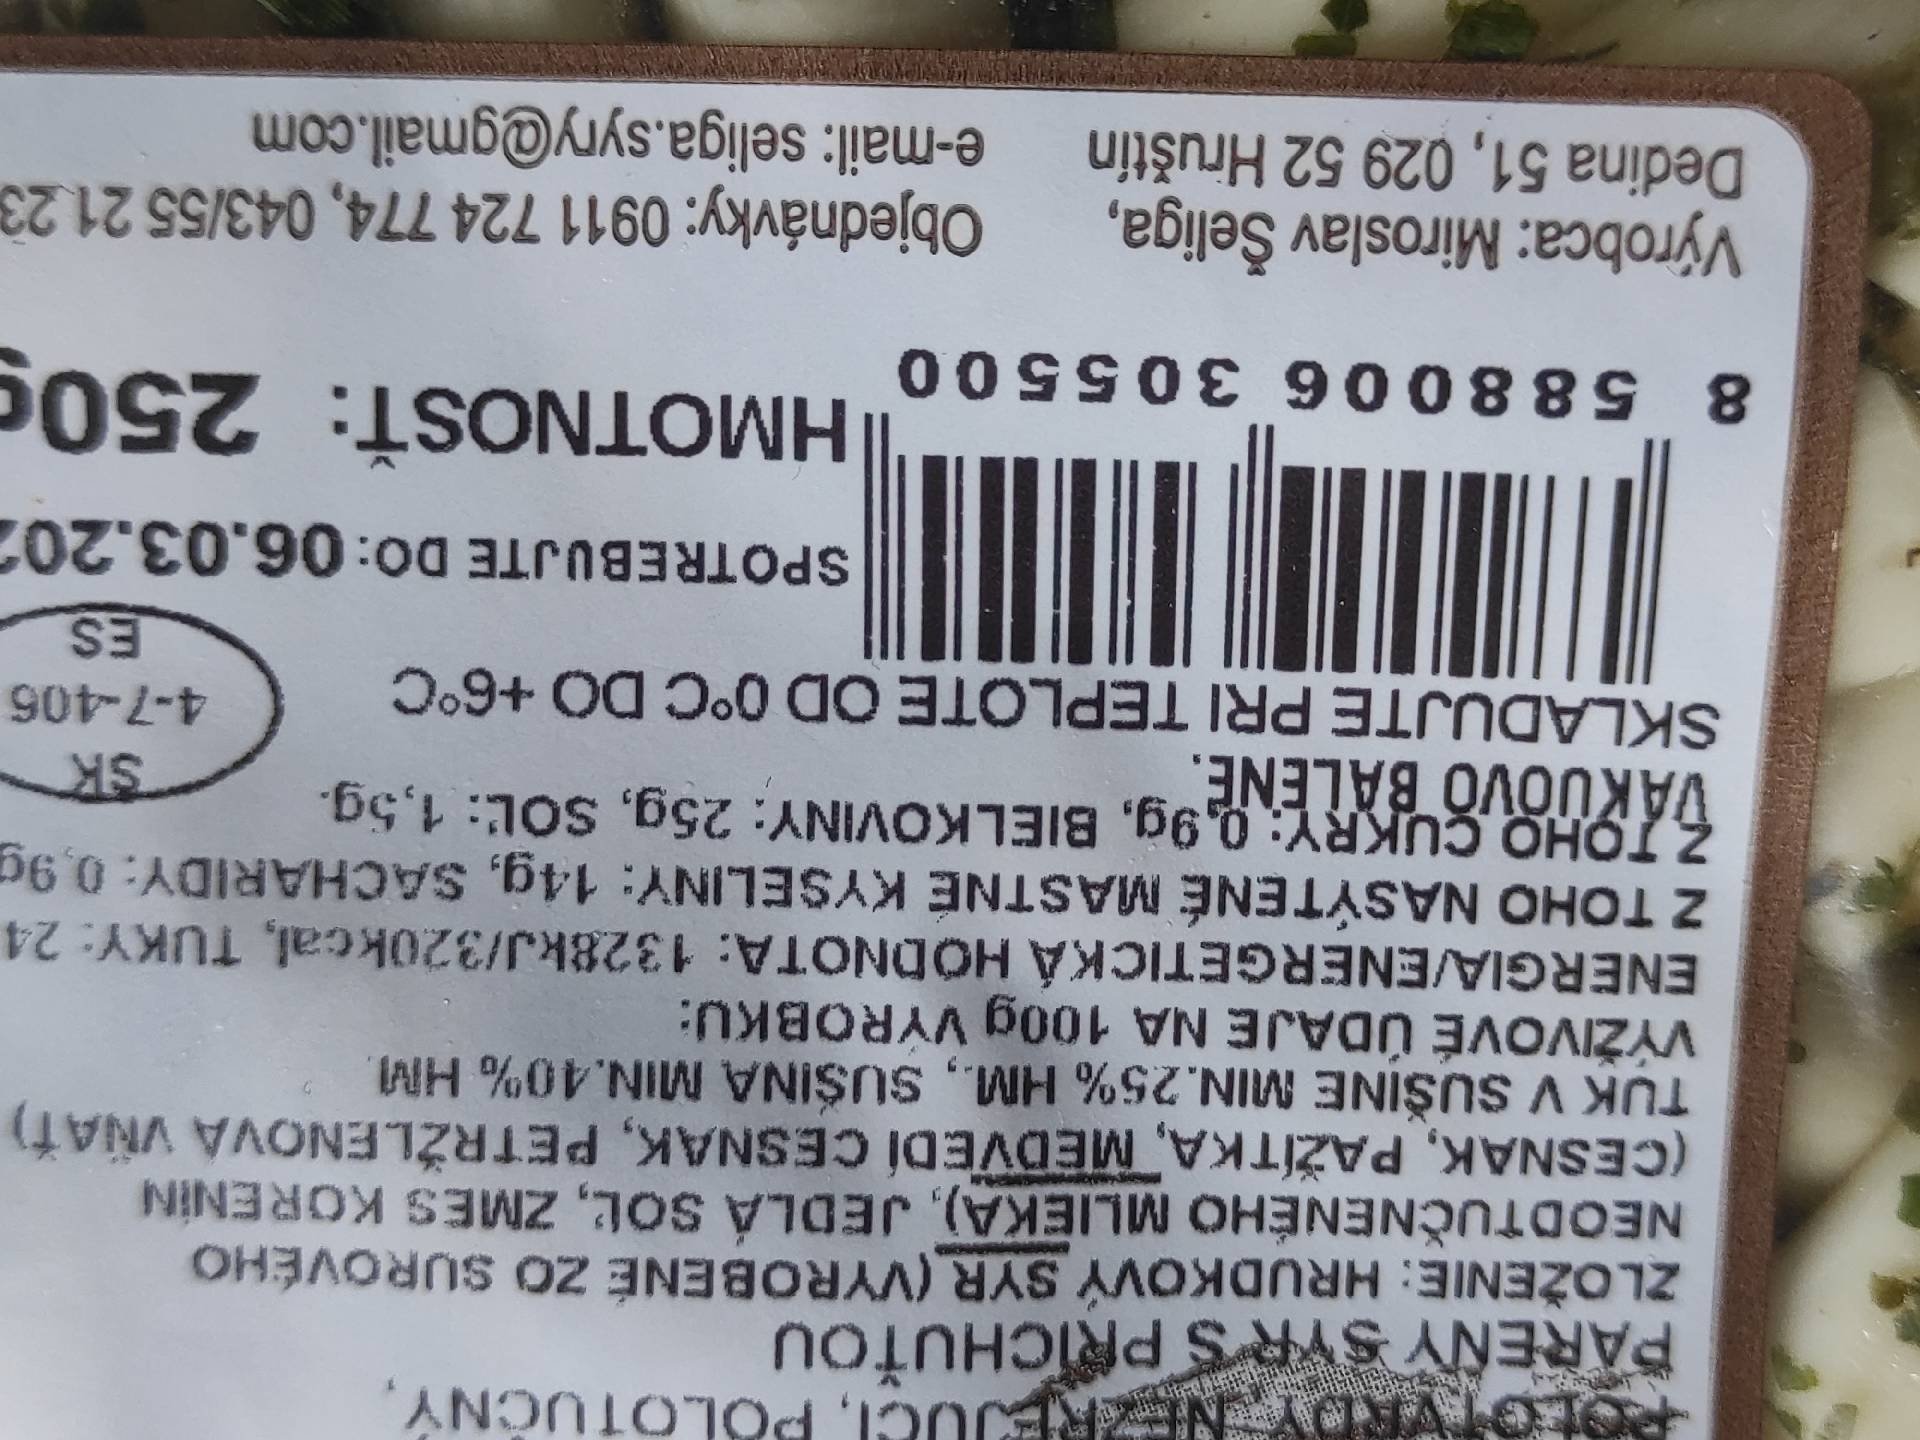 POLOTVRDÝ, NEZREJÚCI, POLOTUČNÝ,
PARENÝ SYR S PRÍCHUŤOU
ZLOŽENIE: HRUDKOVÝ SYR (VYROBENÉ ZO SUROVÉHO
NEODTUČNENÉHO MLIEKA), JEDLÁ SOĽ, ZMES KORENÍN
(CESNAK, PAŽÍTKA, MEDVEDÍ CESNAK, PETRŽLENOVÁ VŇAŤ)
TUK V SUŠINE MIN.25% HM., SUŠINA MIN.40% HM.
VÝŽIVOVÉ ÚDAJE NA 100g VÝROBKU:
ENERGIA/ENERGETICKÁ HODNOTA: 1328kJ/320kcal, TUKY: 24
Z TOHO NASÝTENÉ MASTNÉ KYSELINY: 14g, SACHARIDY: 0,9g
Z TOHO CUKRY: 0,9g, BIELKOVINY: 25g, SOĽ: 1,5g.
VÁKUOVO BALENÉ.
SKLADUJTE PRI TEPLOTE OD 0°C DO +6°C
SK
4-7-406
ES
SPOTREBUJTE DO: 06.03.202
HMOTNOSŤ: 250g
8 588006 305500
Výrobca: Miroslav Šeliga,
Dedina 51, 029 52 Hruštín
Objednávky: 0911 724 774, 043/55 21 23
e-mail: seliga.syry@gmail.com